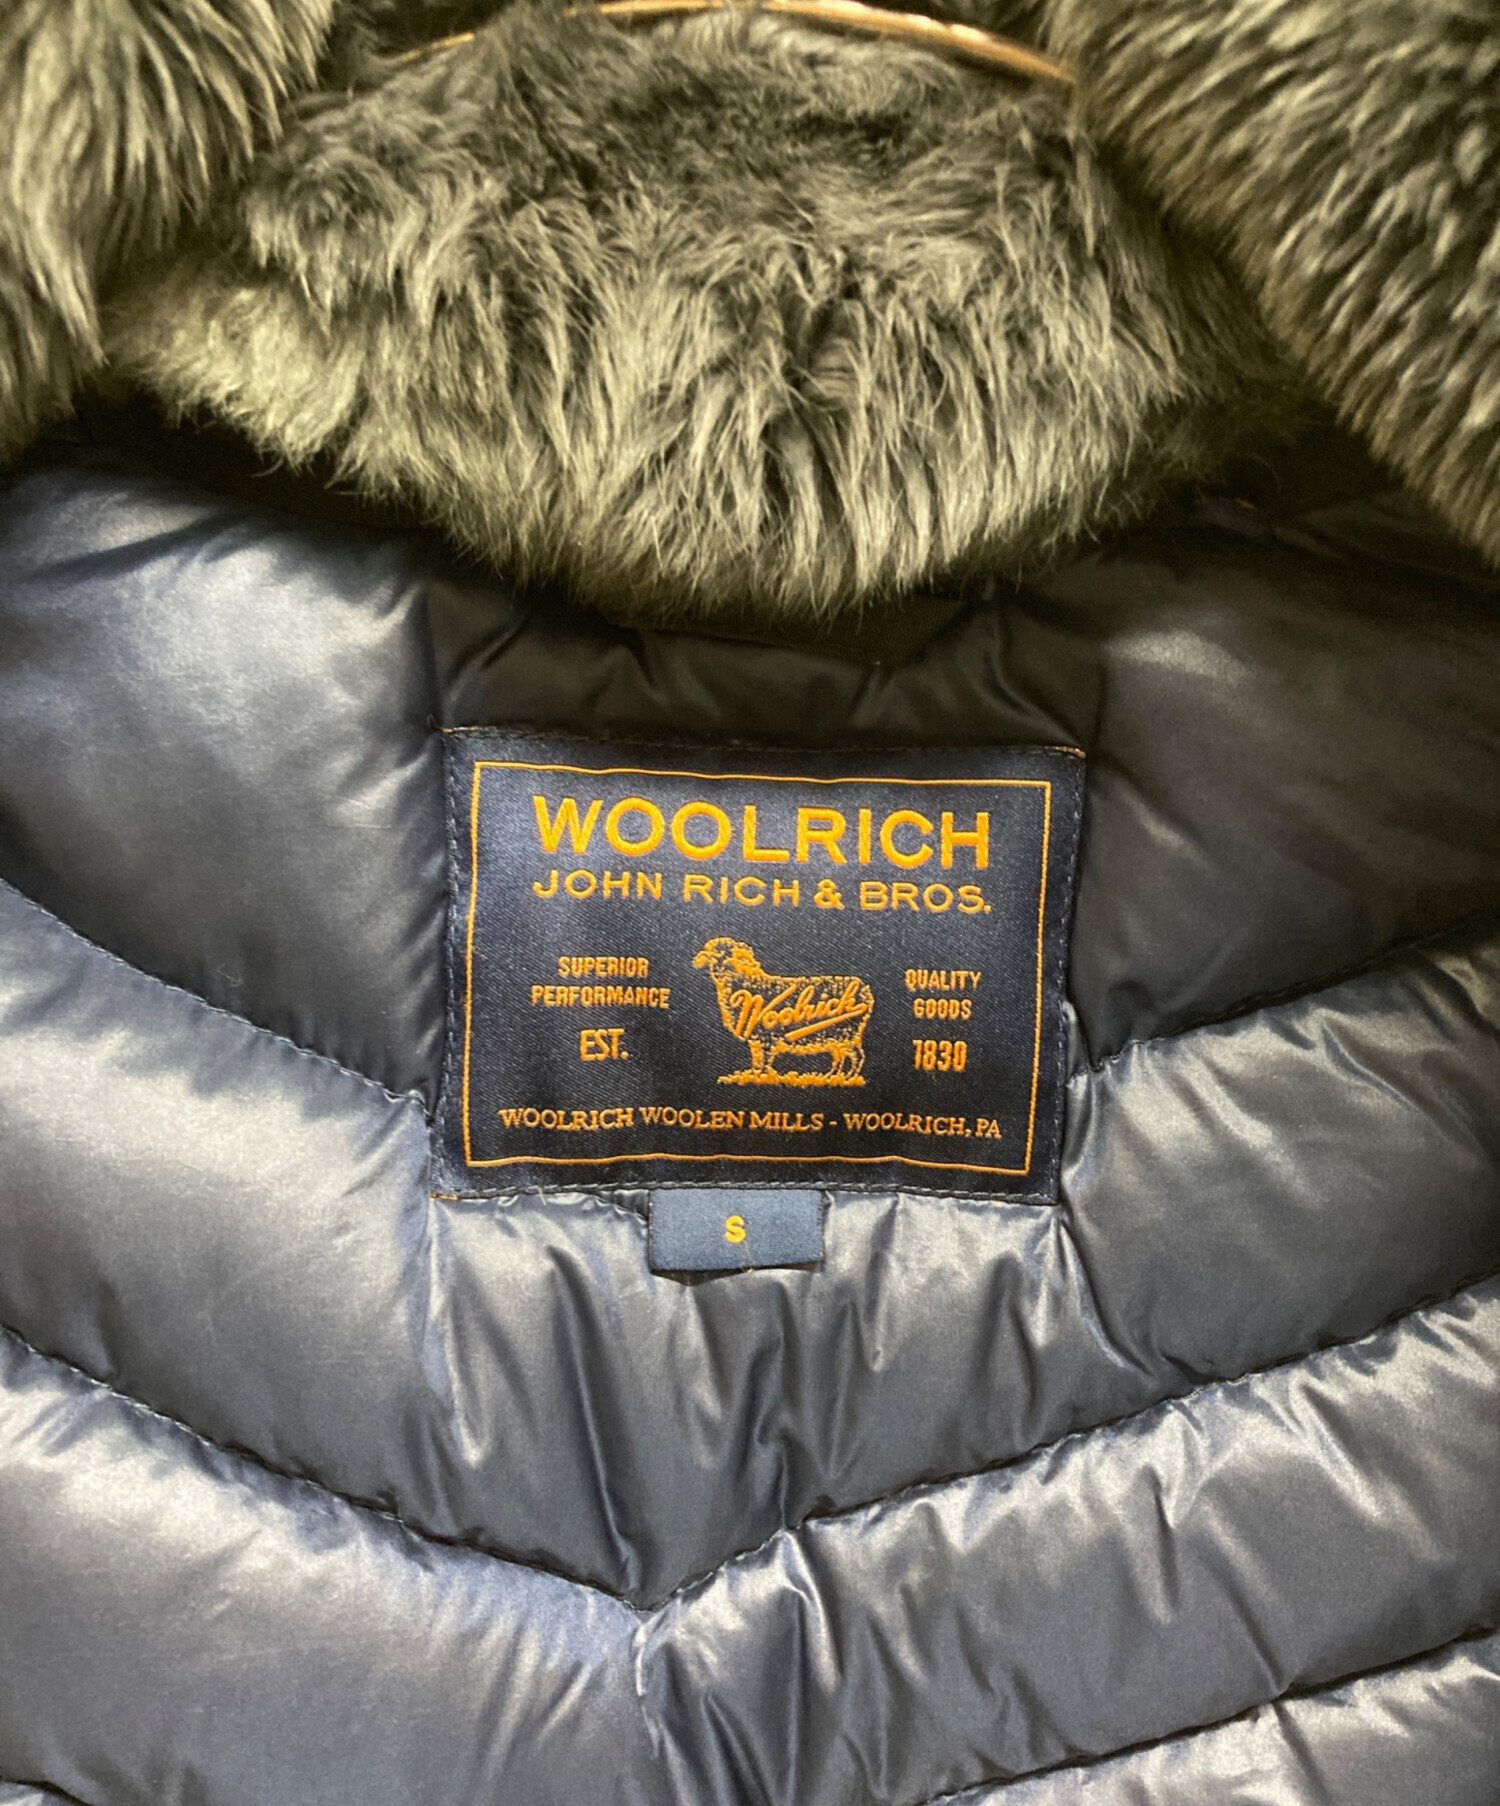 WOOLRICH
JOHN RICH & BROS.
SUPERIOR
PERFORMANCE
EST.
Woolrich
QUALITY
GOODS
1830
WOOLRICH WOOLEN MILLS - WOOLRICH, PA
S